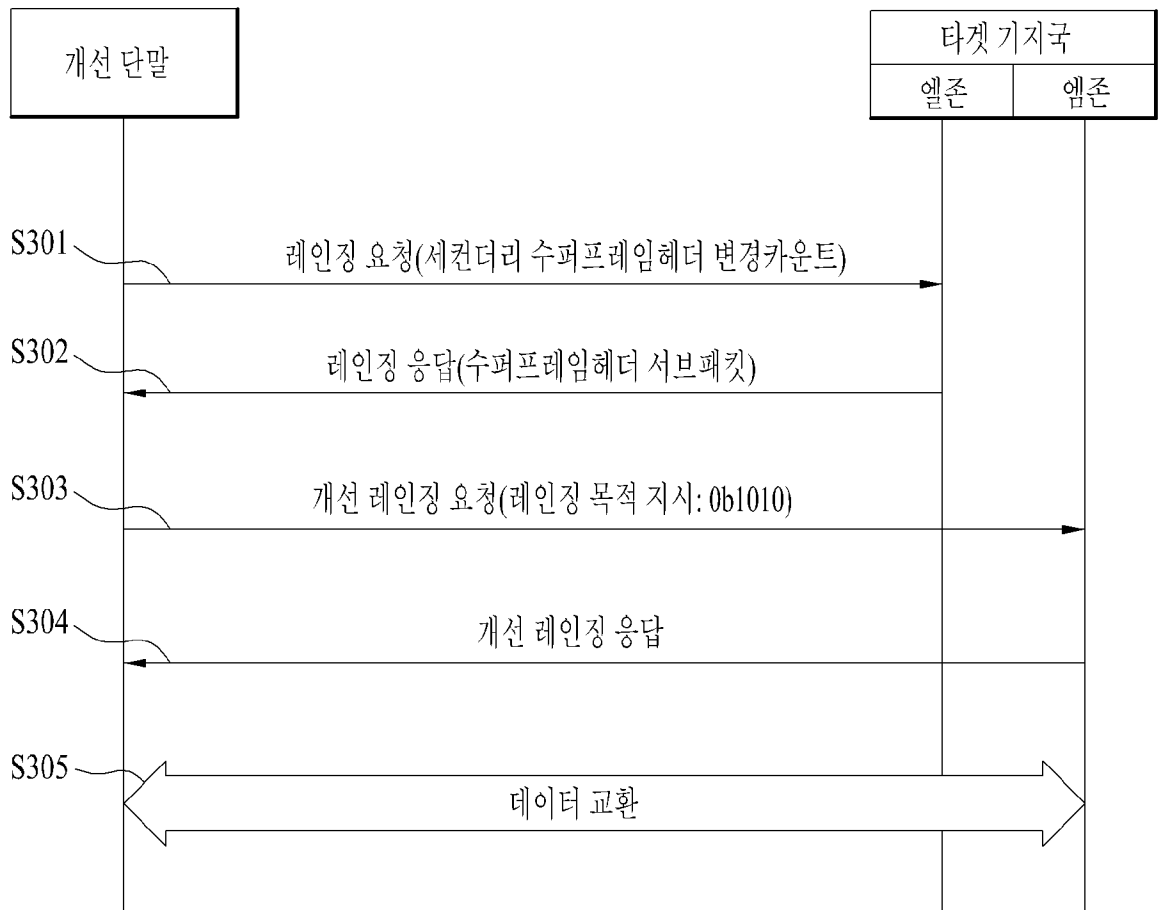 개선 단말
타겟 기지국
엘존
엠존
S301
레인징 요청(세컨더리 수퍼프레임헤더 변경카운트)
S302
레인징 응답(수퍼프레임헤더 서브패킷)
S303
개선 레인징 요청(레인징 목적 지시: 0b1010)
S304
개선 레인징 응답
S305
데이터 교환